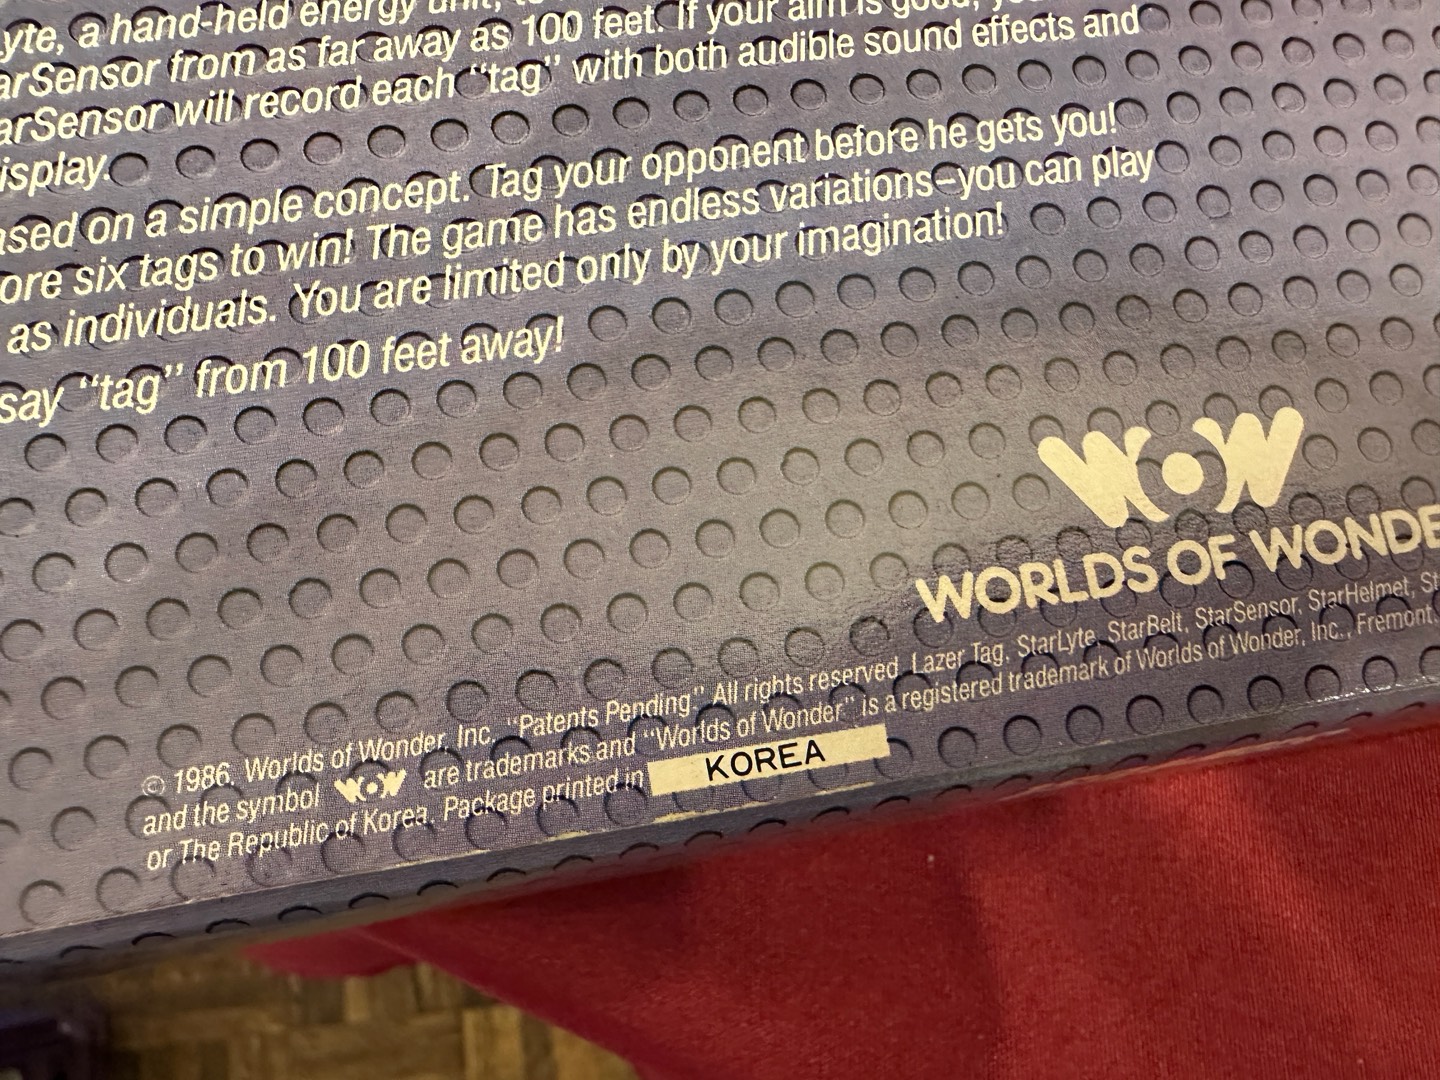 yte, a hand-held energy unit,
arSensor from as far away as 100 feet. If your aim is good,
arSensor will record each “tag” with both audible sound effects and
isplay.
ased on a simple concept. Tag your opponent before he gets you!
ore six tags to win! The game has endless variations–you can play
as individuals. You are limited only by your imagination!
say “tag” from 100 feet away!
WOW
WORLDS OF WONDE
© 1986, Worlds of Wonder, Inc. “Patents Pending.” All rights reserved. Lazer Tag, StarLyte, StarBelt, StarSensor, StarHelmet, St
and the symbol WOW are trademarks and “Worlds of Wonder” is a registered trademark of Worlds of Wonder, Inc., Fremont,
or The Republic of Korea. Package printed in KOREA